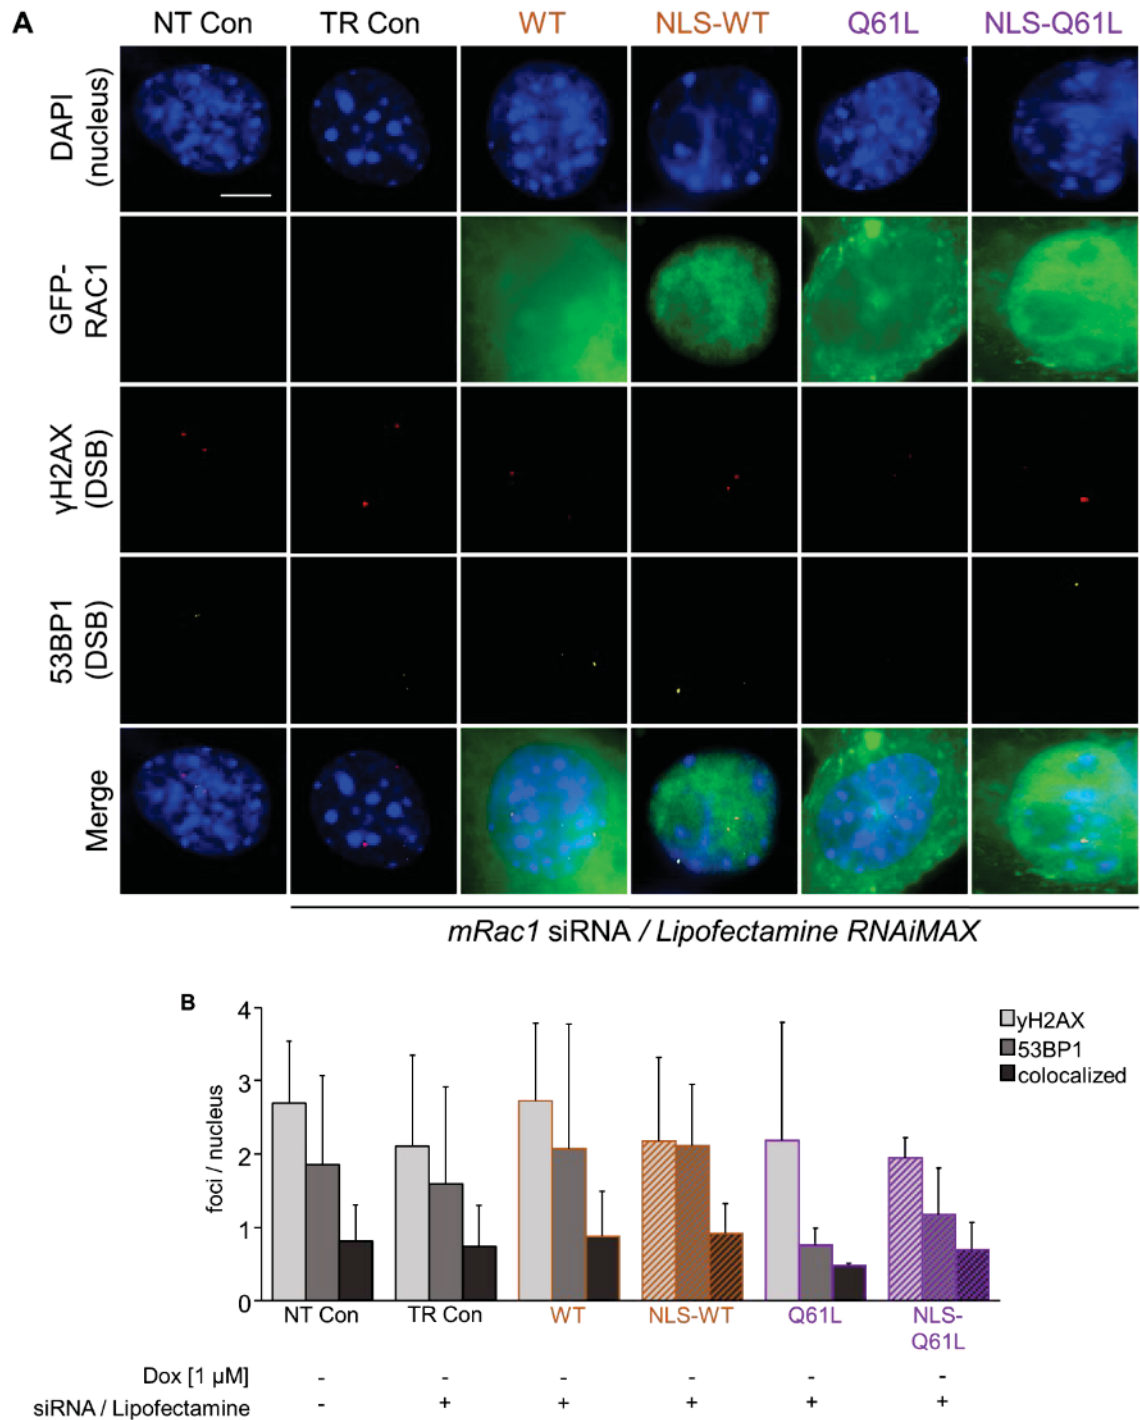 A
NT Con TR Con WT NLS-WT Q61L NLS-Q61L
DAPI
(nucleus)
GFP-
RAC1
γH2AX
(DSB)
53BP1
(DSB)
Merge
mRac1 siRNA / Lipofectamine RNAiMAX
B
4
3
2
1
0
foci / nucleus
yH2AX
53BP1
colocalized
NT Con TR Con WT NLS-WT Q61L NLS-
Q61L
Dox [1 µM] - - - - - -
siRNA / Lipofectamine - + + + + +